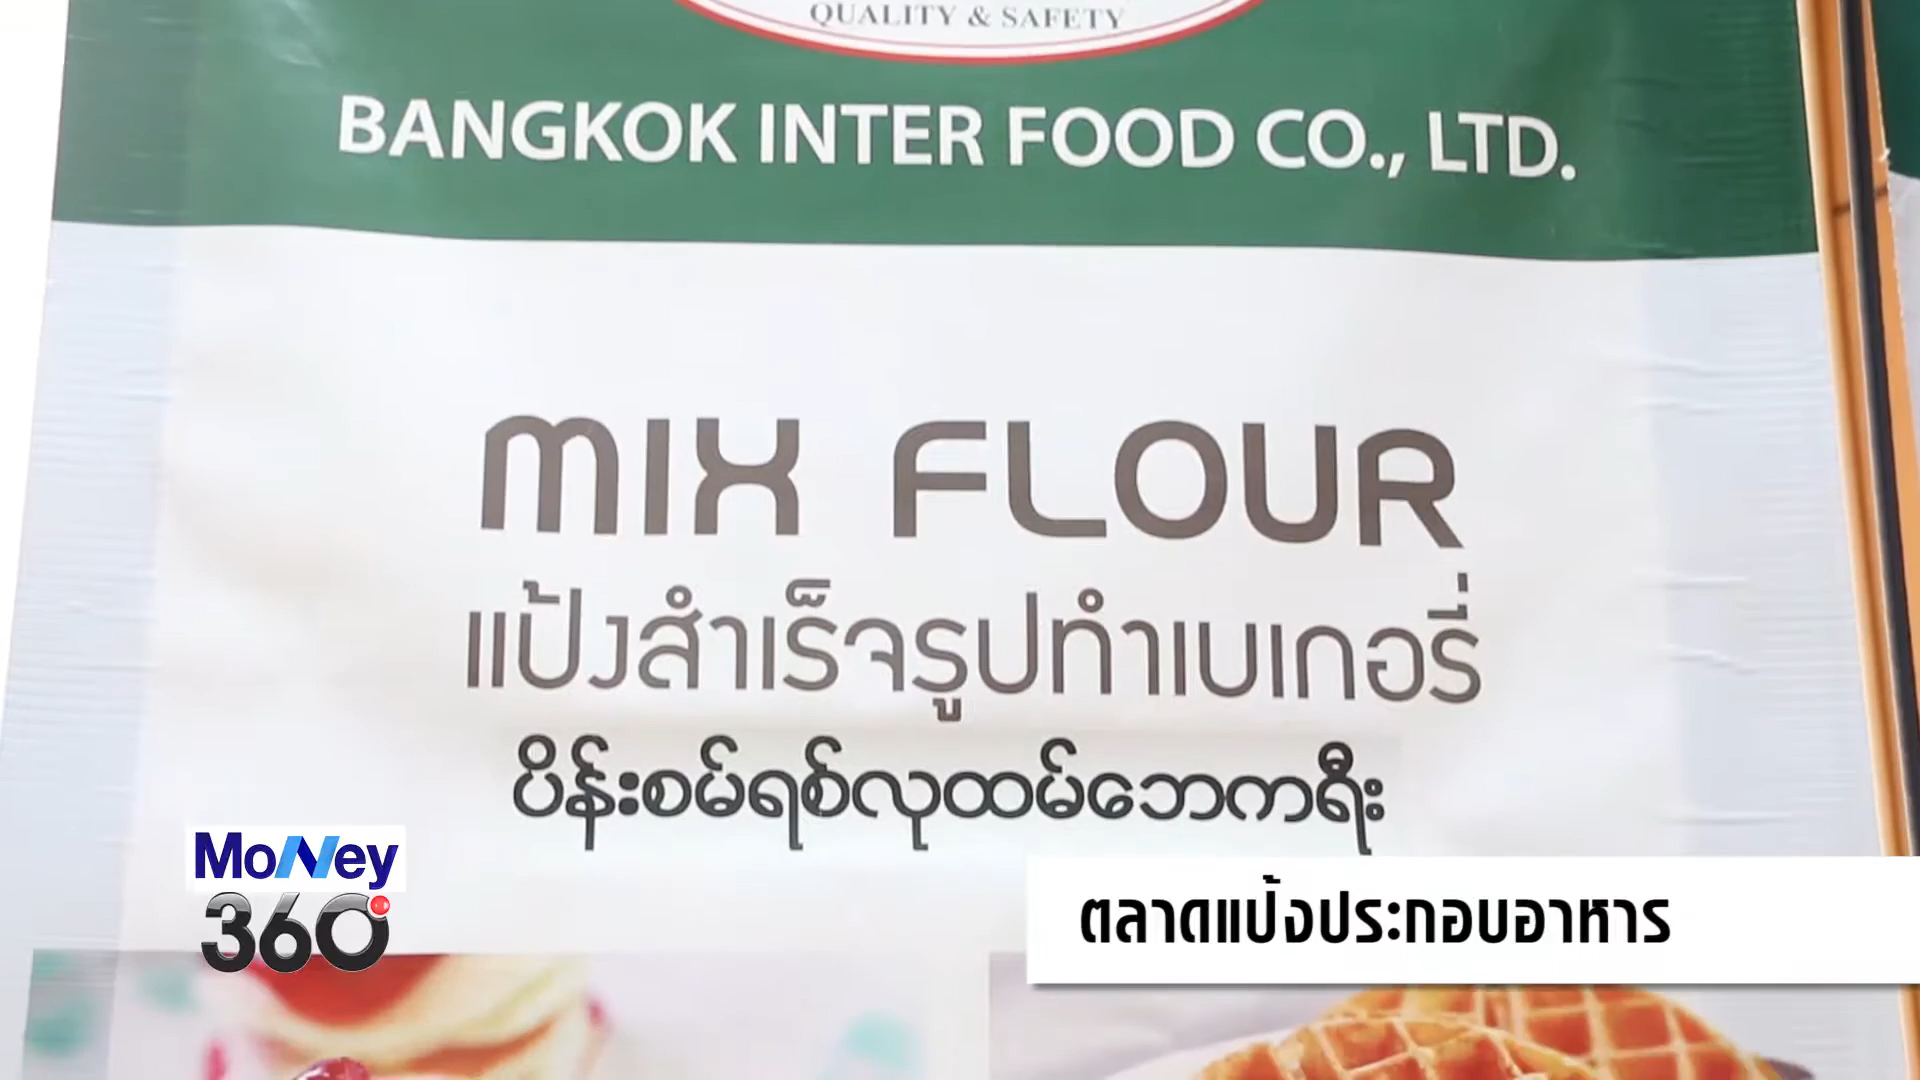 QUALITY & SAFETY
BANGKOK INTER FOOD CO., LTD.
MIX FLOUR
แป้งสำเร็จรูปทำเบเกอรี่
ပိန်းစမ်ရစ်လုထမ်ဘေကရီး
Money
360
ตลาดแป้งประกอบอาหาร